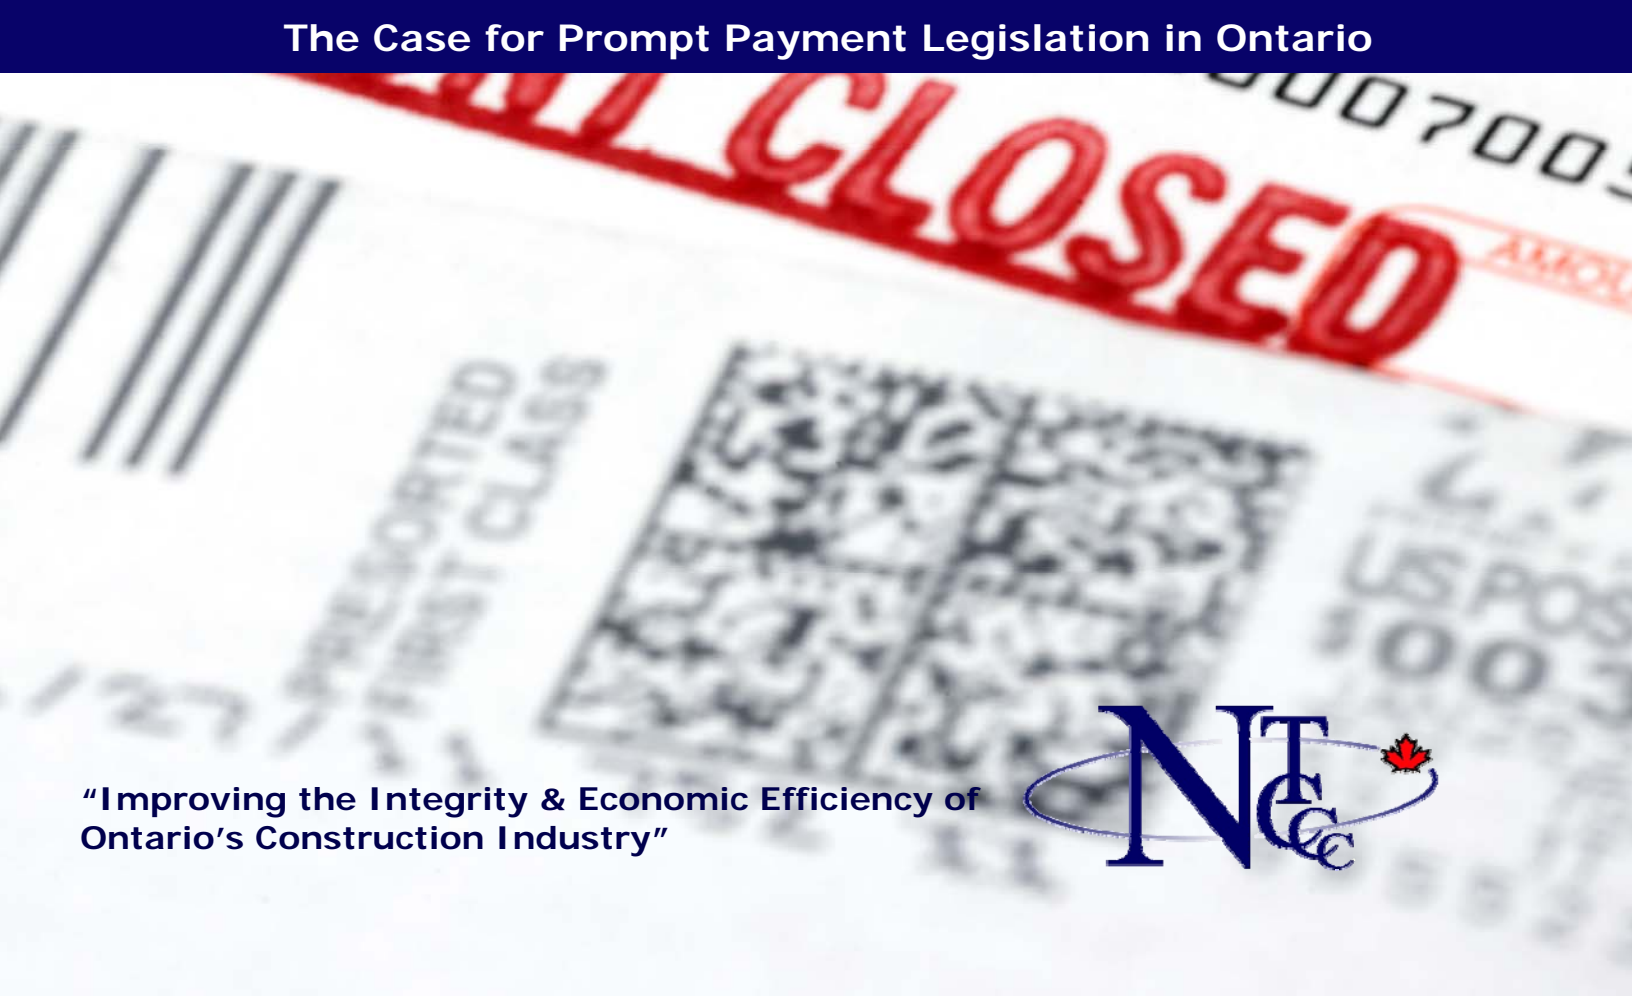 The Case for Prompt Payment Legislation in Ontario
CLOSED
PRESORTED
FIRST CLASS
US POS
“Improving the Integrity & Economic Efficiency of
Ontario’s Construction Industry”
NTCCC